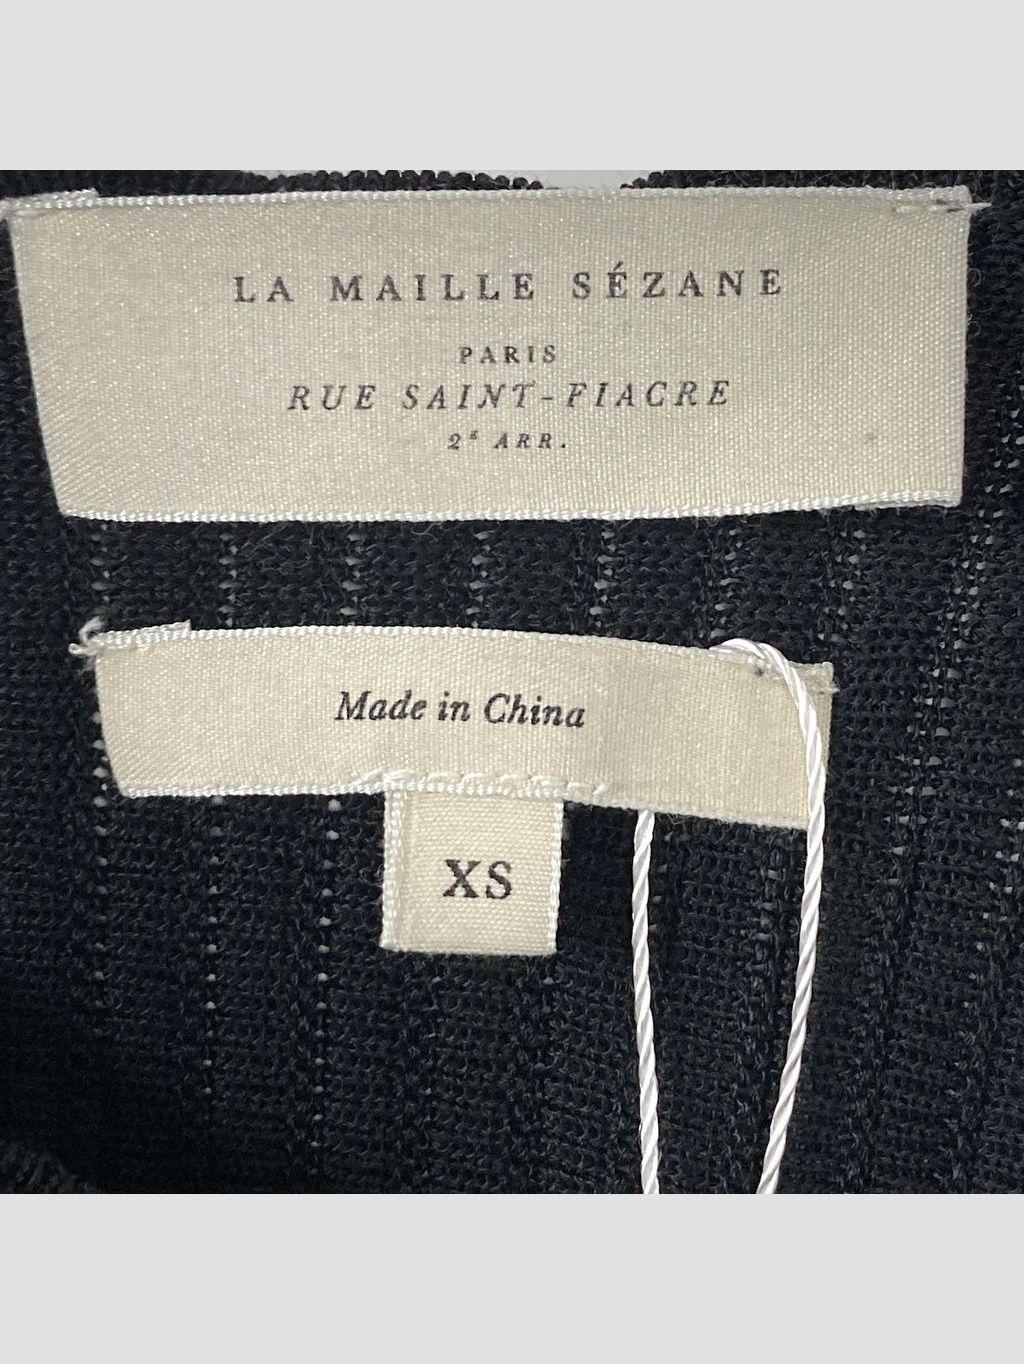 LA MAILLE SÉZANE
PARIS
RUE SAINT-FIACRE
2ᵉ ARR.
Made in China
XS